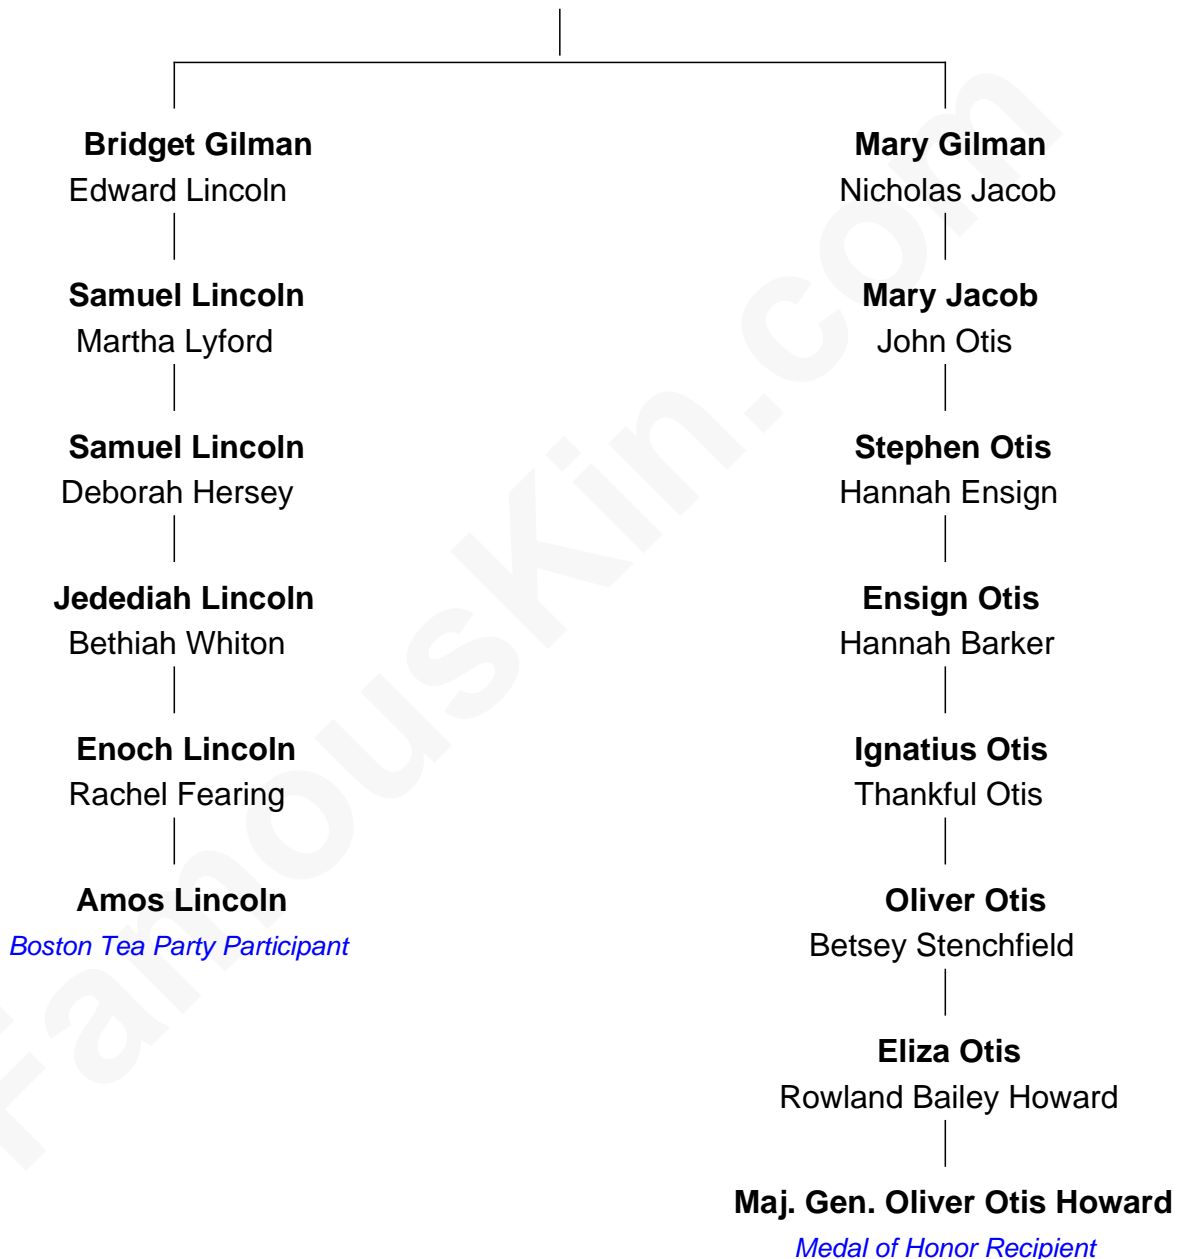 Bridget Gilman
Edward Lincoln
Samuel Lincoln
Martha Lyford
Samuel Lincoln
Deborah Hersey
Jedediah Lincoln
Bethiah Whiton
Enoch Lincoln
Rachel Fearing
Amos Lincoln
Boston Tea Party Participant
Mary Gilman
Nicholas Jacob
Mary Jacob
John Otis
Stephen Otis
Hannah Ensign
Ensign Otis
Hannah Barker
Ignatius Otis
Thankful Otis
Oliver Otis
Betsey Stenchfield
Eliza Otis
Rowland Bailey Howard
Maj. Gen. Oliver Otis Howard
Medal of Honor Recipient
FamousKin.com